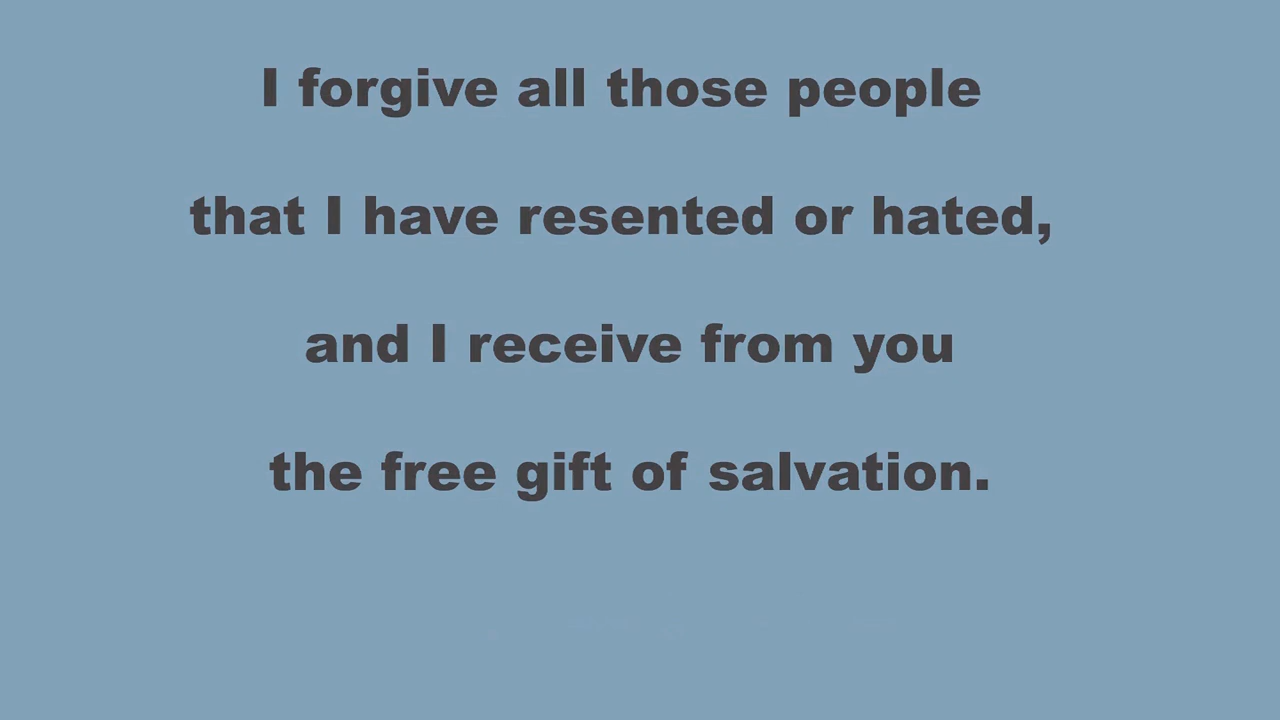 I forgive all those people
that I have resented or hated,
and I receive from you
the free gift of salvation.